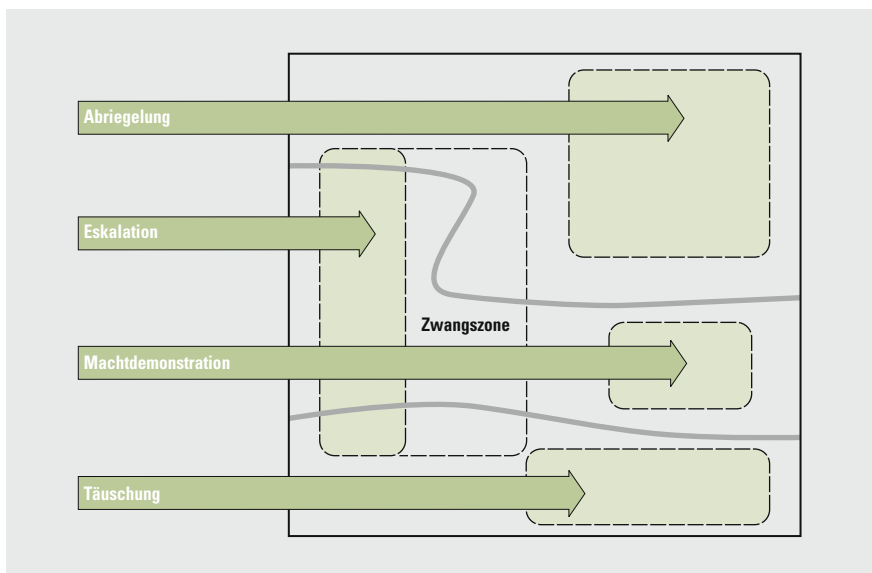 Abriegelung
Eskalation
Zwangszone
Machtdemonstration
Täuschung